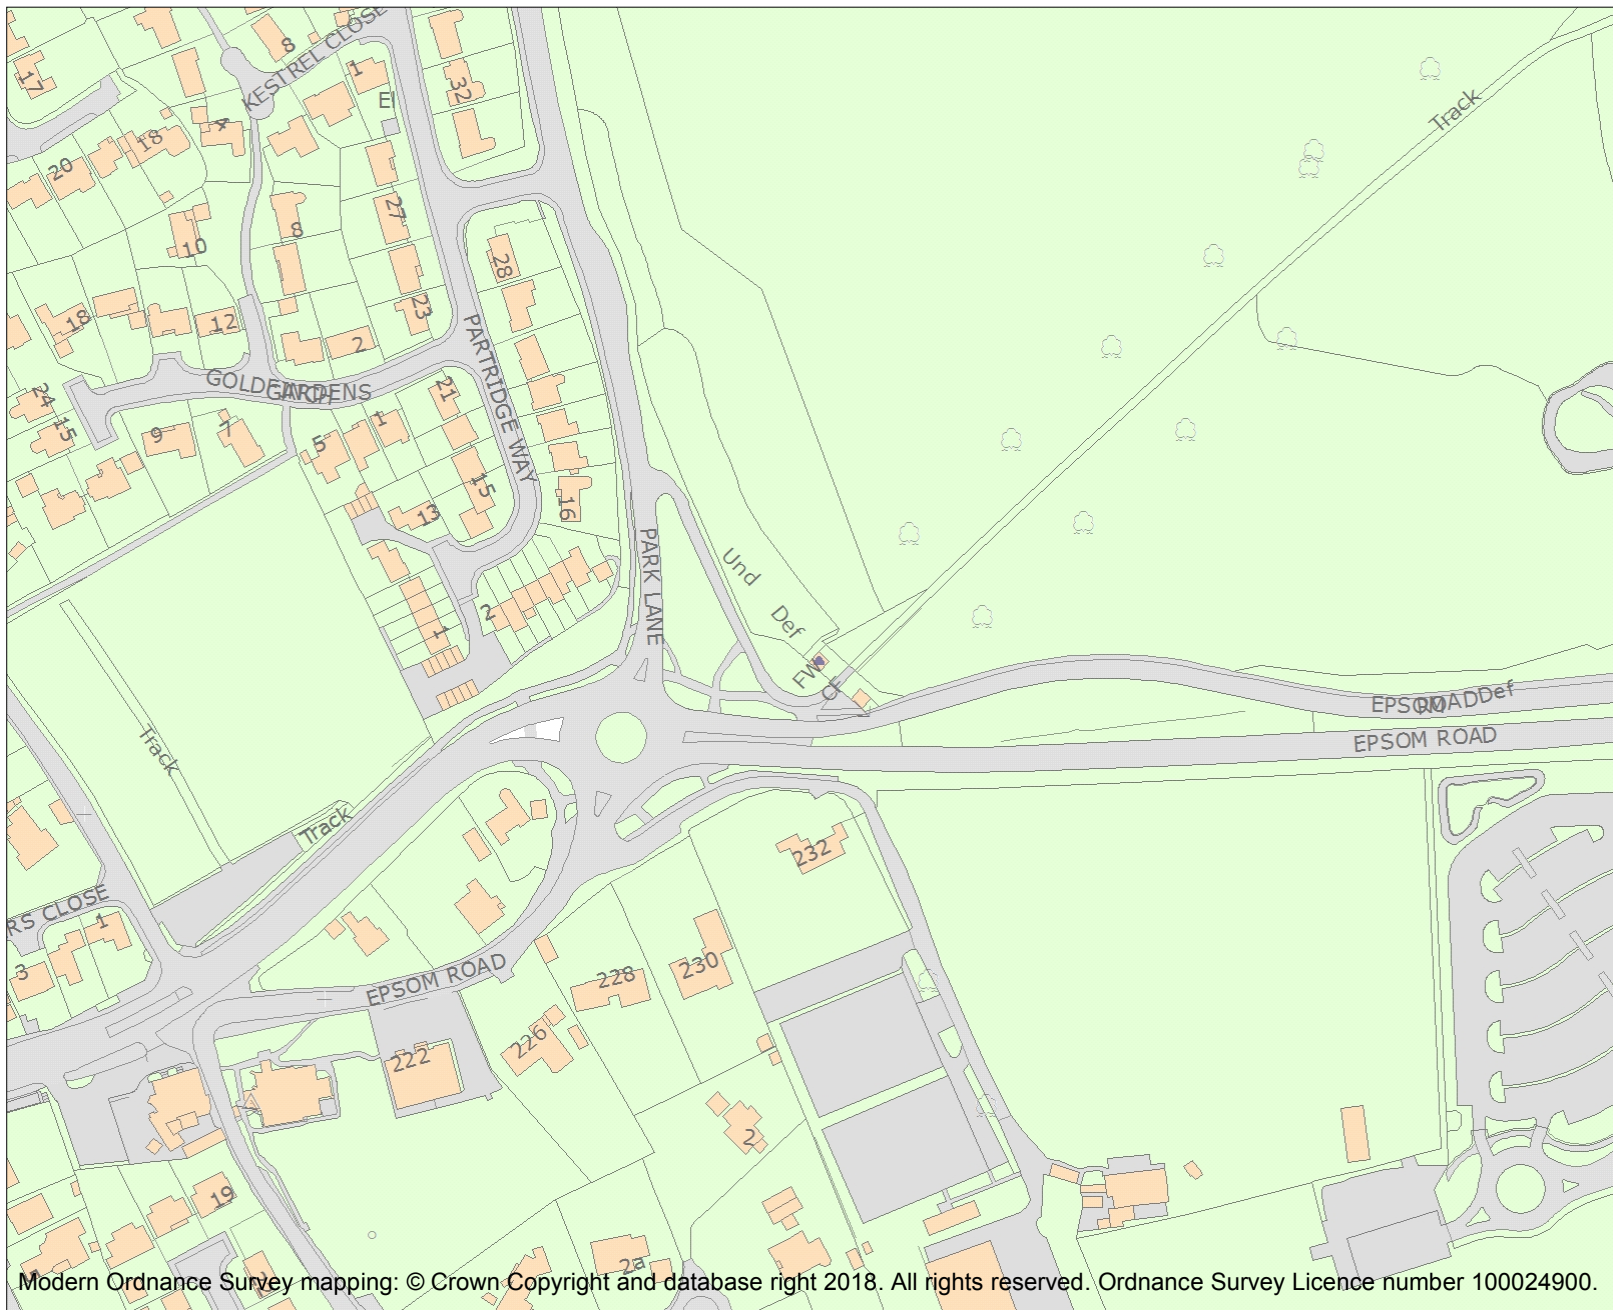 KESTREL CLOSE
8
1
17
El
32
Track
4
18
20
27
8
10
28
23
18
12
2
PARTRIDGE WAY
GOLDFINCH
GARDENS
24
15
21
1
9
7
5
15
16
13
PARK LANE
Und
Def
2
1
FW
CF
EPSOM
ROAD
Def
EPSOM ROAD
Track
Track
232
RS CLOSE
1
3
EPSOM ROAD
228
230
226
222
2
19
2a
Modern Ordnance Survey mapping: © Crown Copyright and database right 2018. All rights reserved. Ordnance Survey Licence number 100024900.